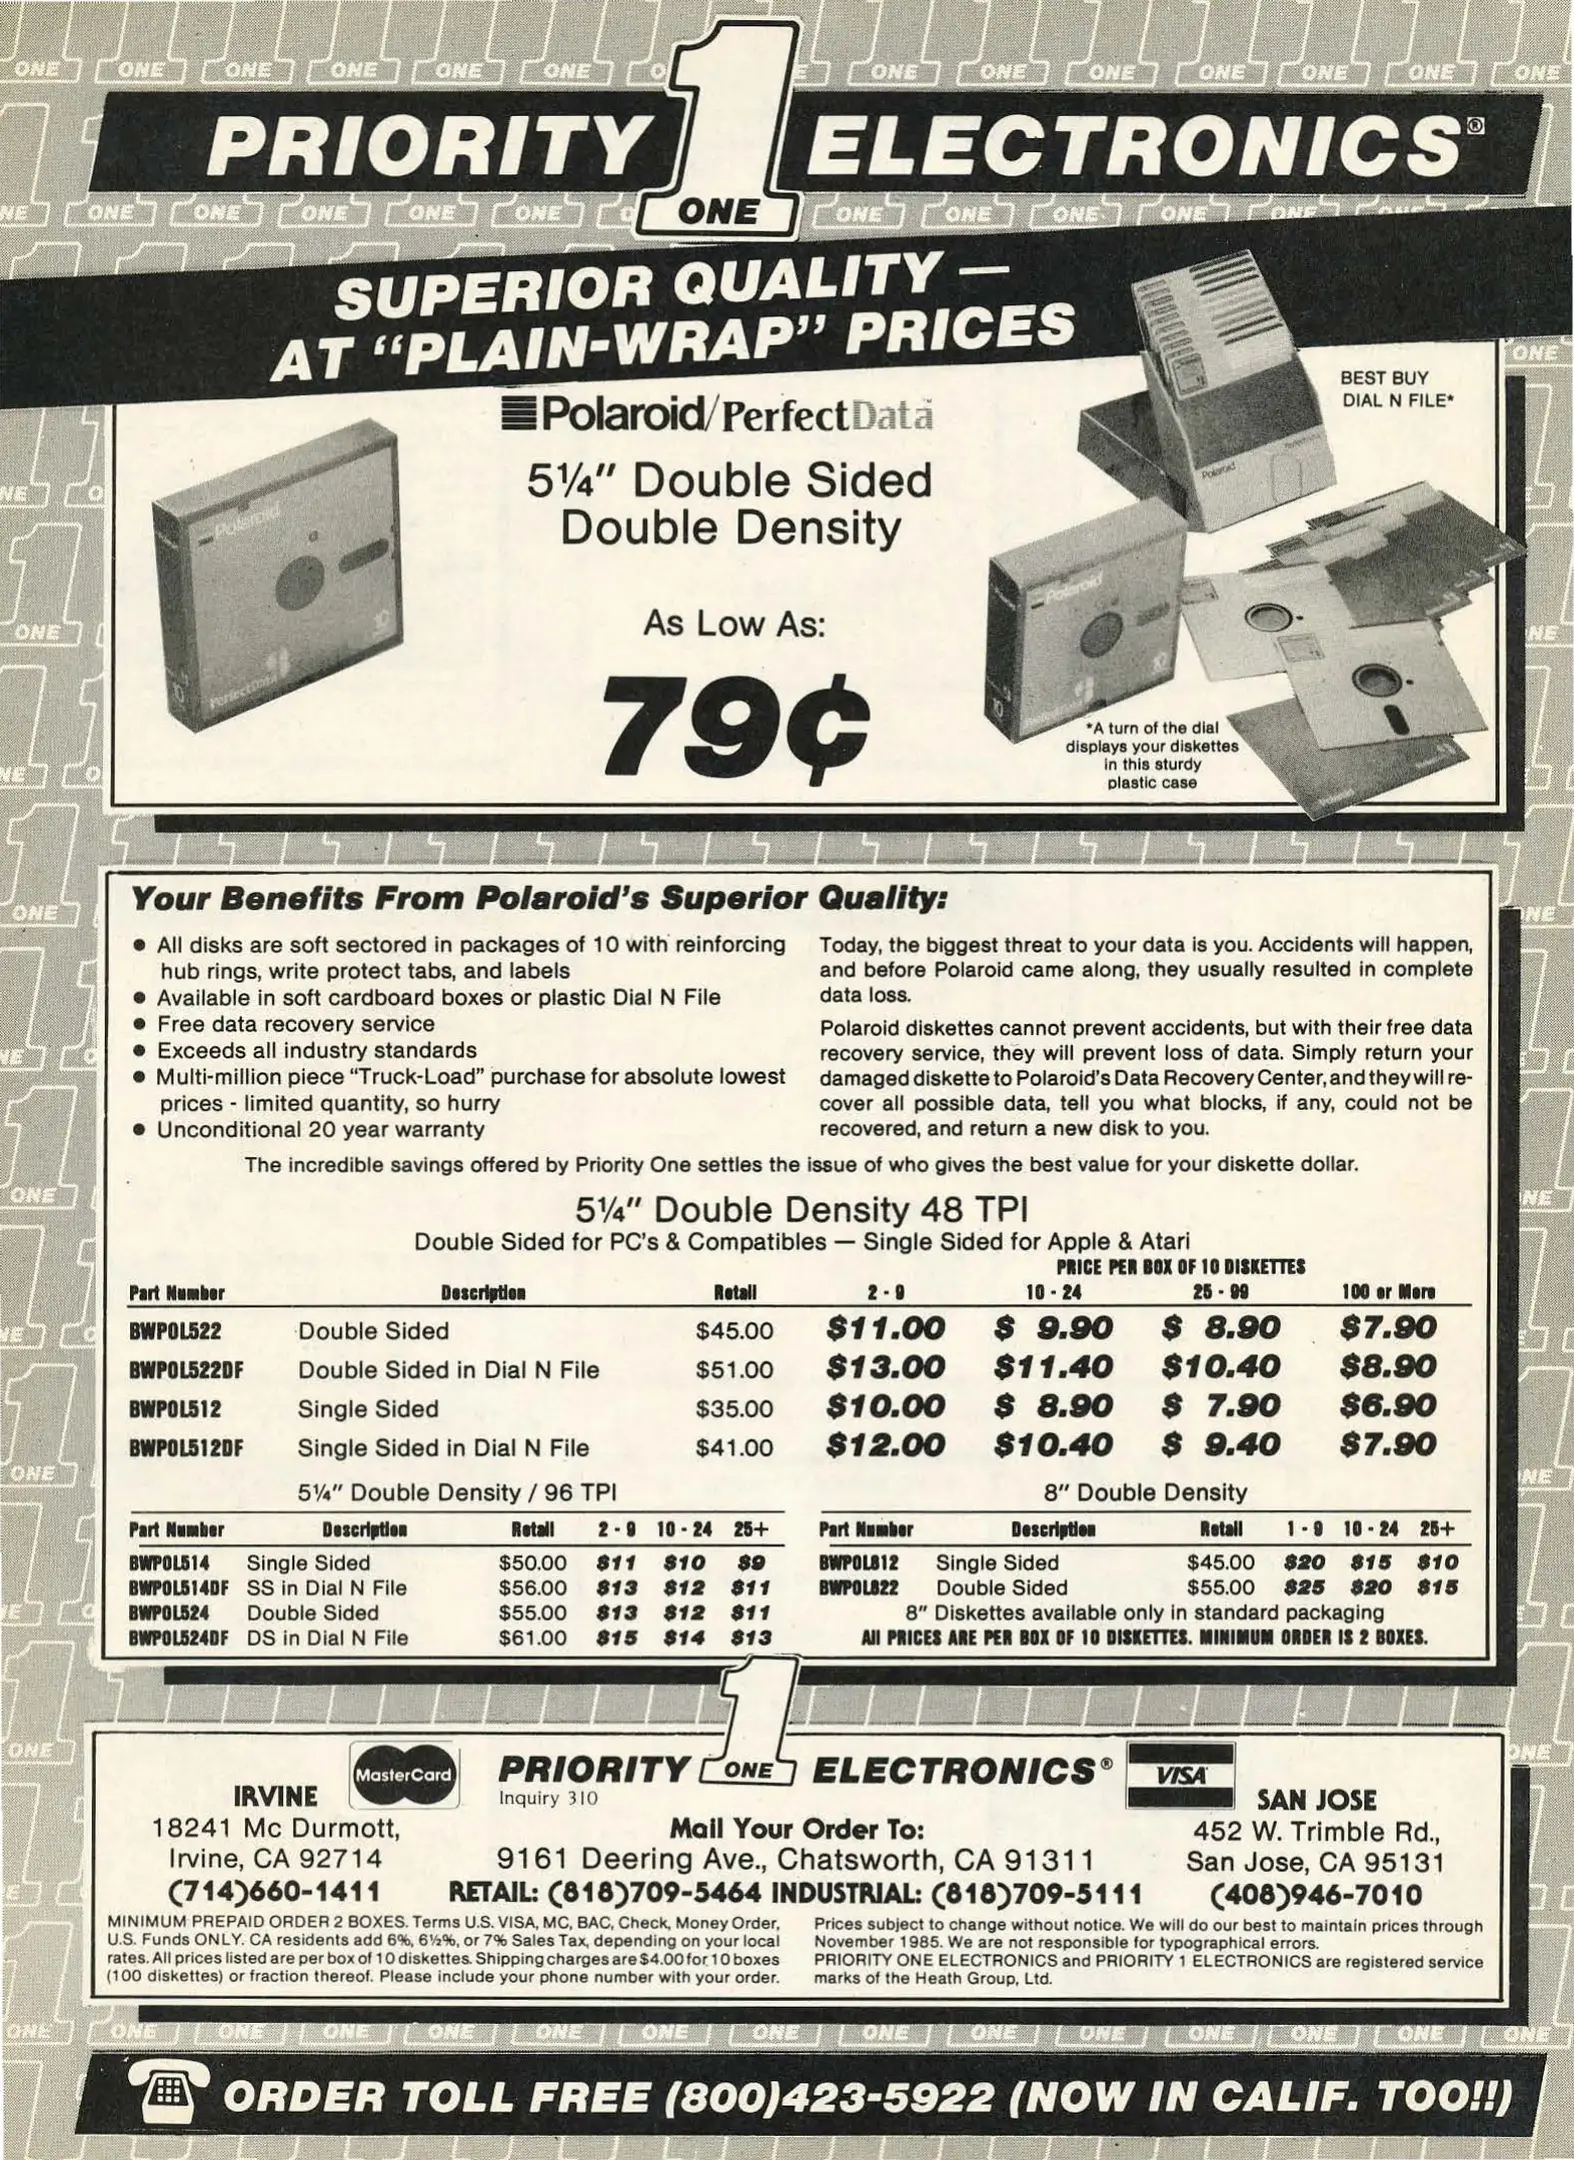 PRIORITY 1 ELECTRONICS®
ONE
SUPERIOR QUALITY —
AT “PLAIN-WRAP” PRICES
BEST BUY
DIAL N FILE*
Polaroid/PerfectData™
5¼" Double Sided
Double Density
As Low As:
79¢
Polaroid
10
PerfectData
10
Polaroid
Polaroid
10
10
*A turn of the dial
displays your diskettes
in this sturdy
plastic case
Your Benefits From Polaroid's Superior Quality:
• All disks are soft sectored in packages of 10 with reinforcing
hub rings, write protect tabs, and labels
• Available in soft cardboard boxes or plastic Dial N File
• Free data recovery service
• Exceeds all industry standards
• Multi-million piece “Truck-Load” purchase for absolute lowest
prices - limited quantity, so hurry
• Unconditional 20 year warranty
Today, the biggest threat to your data is you. Accidents will happen,
and before Polaroid came along, they usually resulted in complete
data loss.
Polaroid diskettes cannot prevent accidents, but with their free data
recovery service, they will prevent loss of data. Simply return your
damaged diskette to Polaroid's Data Recovery Center, and they will re-
cover all possible data, tell you what blocks, if any, could not be
recovered, and return a new disk to you.
The incredible savings offered by Priority One settles the issue of who gives the best value for your diskette dollar.
5¼" Double Density 48 TPI
Double Sided for PC's & Compatibles — Single Sided for Apple & Atari
PRICE PER BOX OF 10 DISKETTES
Part Number Description Retail 2 - 9 10 - 24 25 - 99 100 or More
BWPOL522 Double Sided $45.00 $11.00 $ 9.90 $ 8.90 $7.90
BWPOL522DF Double Sided in Dial N File $51.00 $13.00 $11.40 $10.40 $8.90
BWPOL512 Single Sided $35.00 $10.00 $ 8.90 $ 7.90 $6.90
BWPOL512DF Single Sided in Dial N File $41.00 $12.00 $10.40 $ 9.40 $7.90
5¼" Double Density / 96 TPI
Part Number Description Retail 2 - 9 10 - 24 25+
BWPOL514 Single Sided $50.00 $11 $10 $9
BWPOL514DF SS in Dial N File $56.00 $13 $12 $11
BWPOL524 Double Sided $55.00 $13 $12 $11
BWPOL524DF DS in Dial N File $61.00 $15 $14 $13
8" Double Density
Part Number Description Retail 1 - 9 10 - 24 25+
BWPOL812 Single Sided $45.00 $20 $15 $10
BWPOL822 Double Sided $55.00 $25 $20 $15
8" Diskettes available only in standard packaging
All PRICES ARE PER BOX OF 10 DISKETTES. MINIMUM ORDER IS 2 BOXES.
MasterCard
PRIORITY 1 ELECTRONICS®
ONE
VISA
Inquiry 310
IRVINE
18241 Mc Durmott,
Irvine, CA 92714
(714)660-1411
Mail Your Order To:
9161 Deering Ave., Chatsworth, CA 91311
RETAIL: (818)709-5464 INDUSTRIAL: (818)709-5111
SAN JOSE
452 W. Trimble Rd.,
San Jose, CA 95131
(408)946-7010
MINIMUM PREPAID ORDER 2 BOXES. Terms U.S. VISA, MC, BAC, Check, Money Order,
U.S. Funds ONLY. CA residents add 6%, 6½%, or 7% Sales Tax, depending on your local
rates. All prices listed are per box of 10 diskettes. Shipping charges are $4.00 for 10 boxes
(100 diskettes) or fraction thereof. Please include your phone number with your order.
Prices subject to change without notice. We will do our best to maintain prices through
November 1985. We are not responsible for typographical errors.
PRIORITY ONE ELECTRONICS and PRIORITY 1 ELECTRONICS are registered service
marks of the Heath Group, Ltd.
ORDER TOLL FREE (800)423-5922 (NOW IN CALIF. TOO!!)